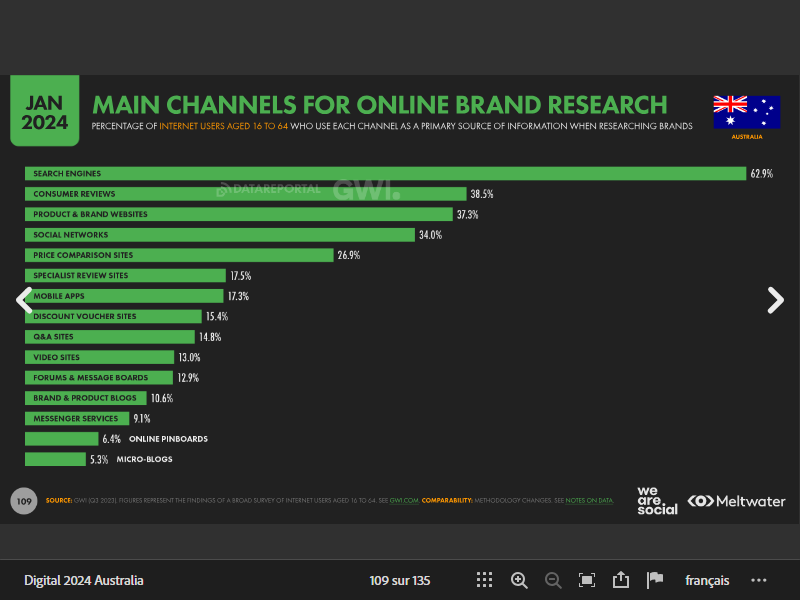 JAN
2024
MAIN CHANNELS FOR ONLINE BRAND RESEARCH
PERCENTAGE OF INTERNET USERS AGED 16 TO 64 WHO USE EACH CHANNEL AS A PRIMARY SOURCE OF INFORMATION WHEN RESEARCHING BRANDS
AUSTRALIA
SEARCH ENGINES 62.9%
DATAREPORTAL GWI.
CONSUMER REVIEWS 38.5%
PRODUCT & BRAND WEBSITES 37.3%
SOCIAL NETWORKS 34.0%
PRICE COMPARISON SITES 26.9%
SPECIALIST REVIEW SITES 17.5%
MOBILE APPS 17.3%
DISCOUNT VOUCHER SITES 15.4%
Q&A SITES 14.8%
VIDEO SITES 13.0%
FORUMS & MESSAGE BOARDS 12.9%
BRAND & PRODUCT BLOGS 10.6%
MESSENGER SERVICES 9.1%
6.4% ONLINE PINBOARDS
5.3% MICRO-BLOGS
109
SOURCE: GWI (Q3 2023). FIGURES REPRESENT THE FINDINGS OF A BROAD SURVEY OF INTERNET USERS AGED 16 TO 64. SEE GWI.COM. COMPARABILITY: METHODOLOGY CHANGES. SEE NOTES ON DATA.
we
are.
social
Meltwater
Digital 2024 Australia
109 sur 135
français